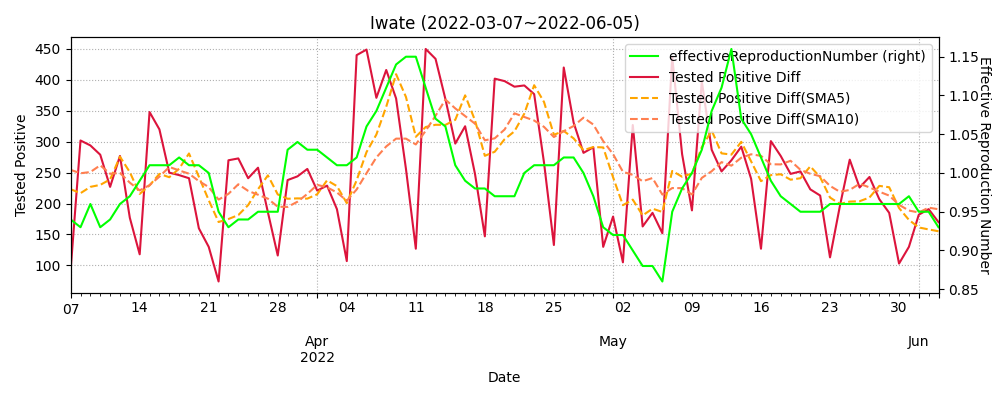 Iwate (2022-03-07~2022-06-05)
effectiveReproductionNumber (right)
Tested Positive Diff
Tested Positive Diff(SMA5)
Tested Positive Diff(SMA10)
Tested Positive
450
400
350
300
250
200
150
100
Effective Reproduction Number
1.15
1.10
1.05
1.00
0.95
0.90
0.85
07 14 21 28 04 11 18 25 02 09 16 23 30
Apr May Jun
2022
Date